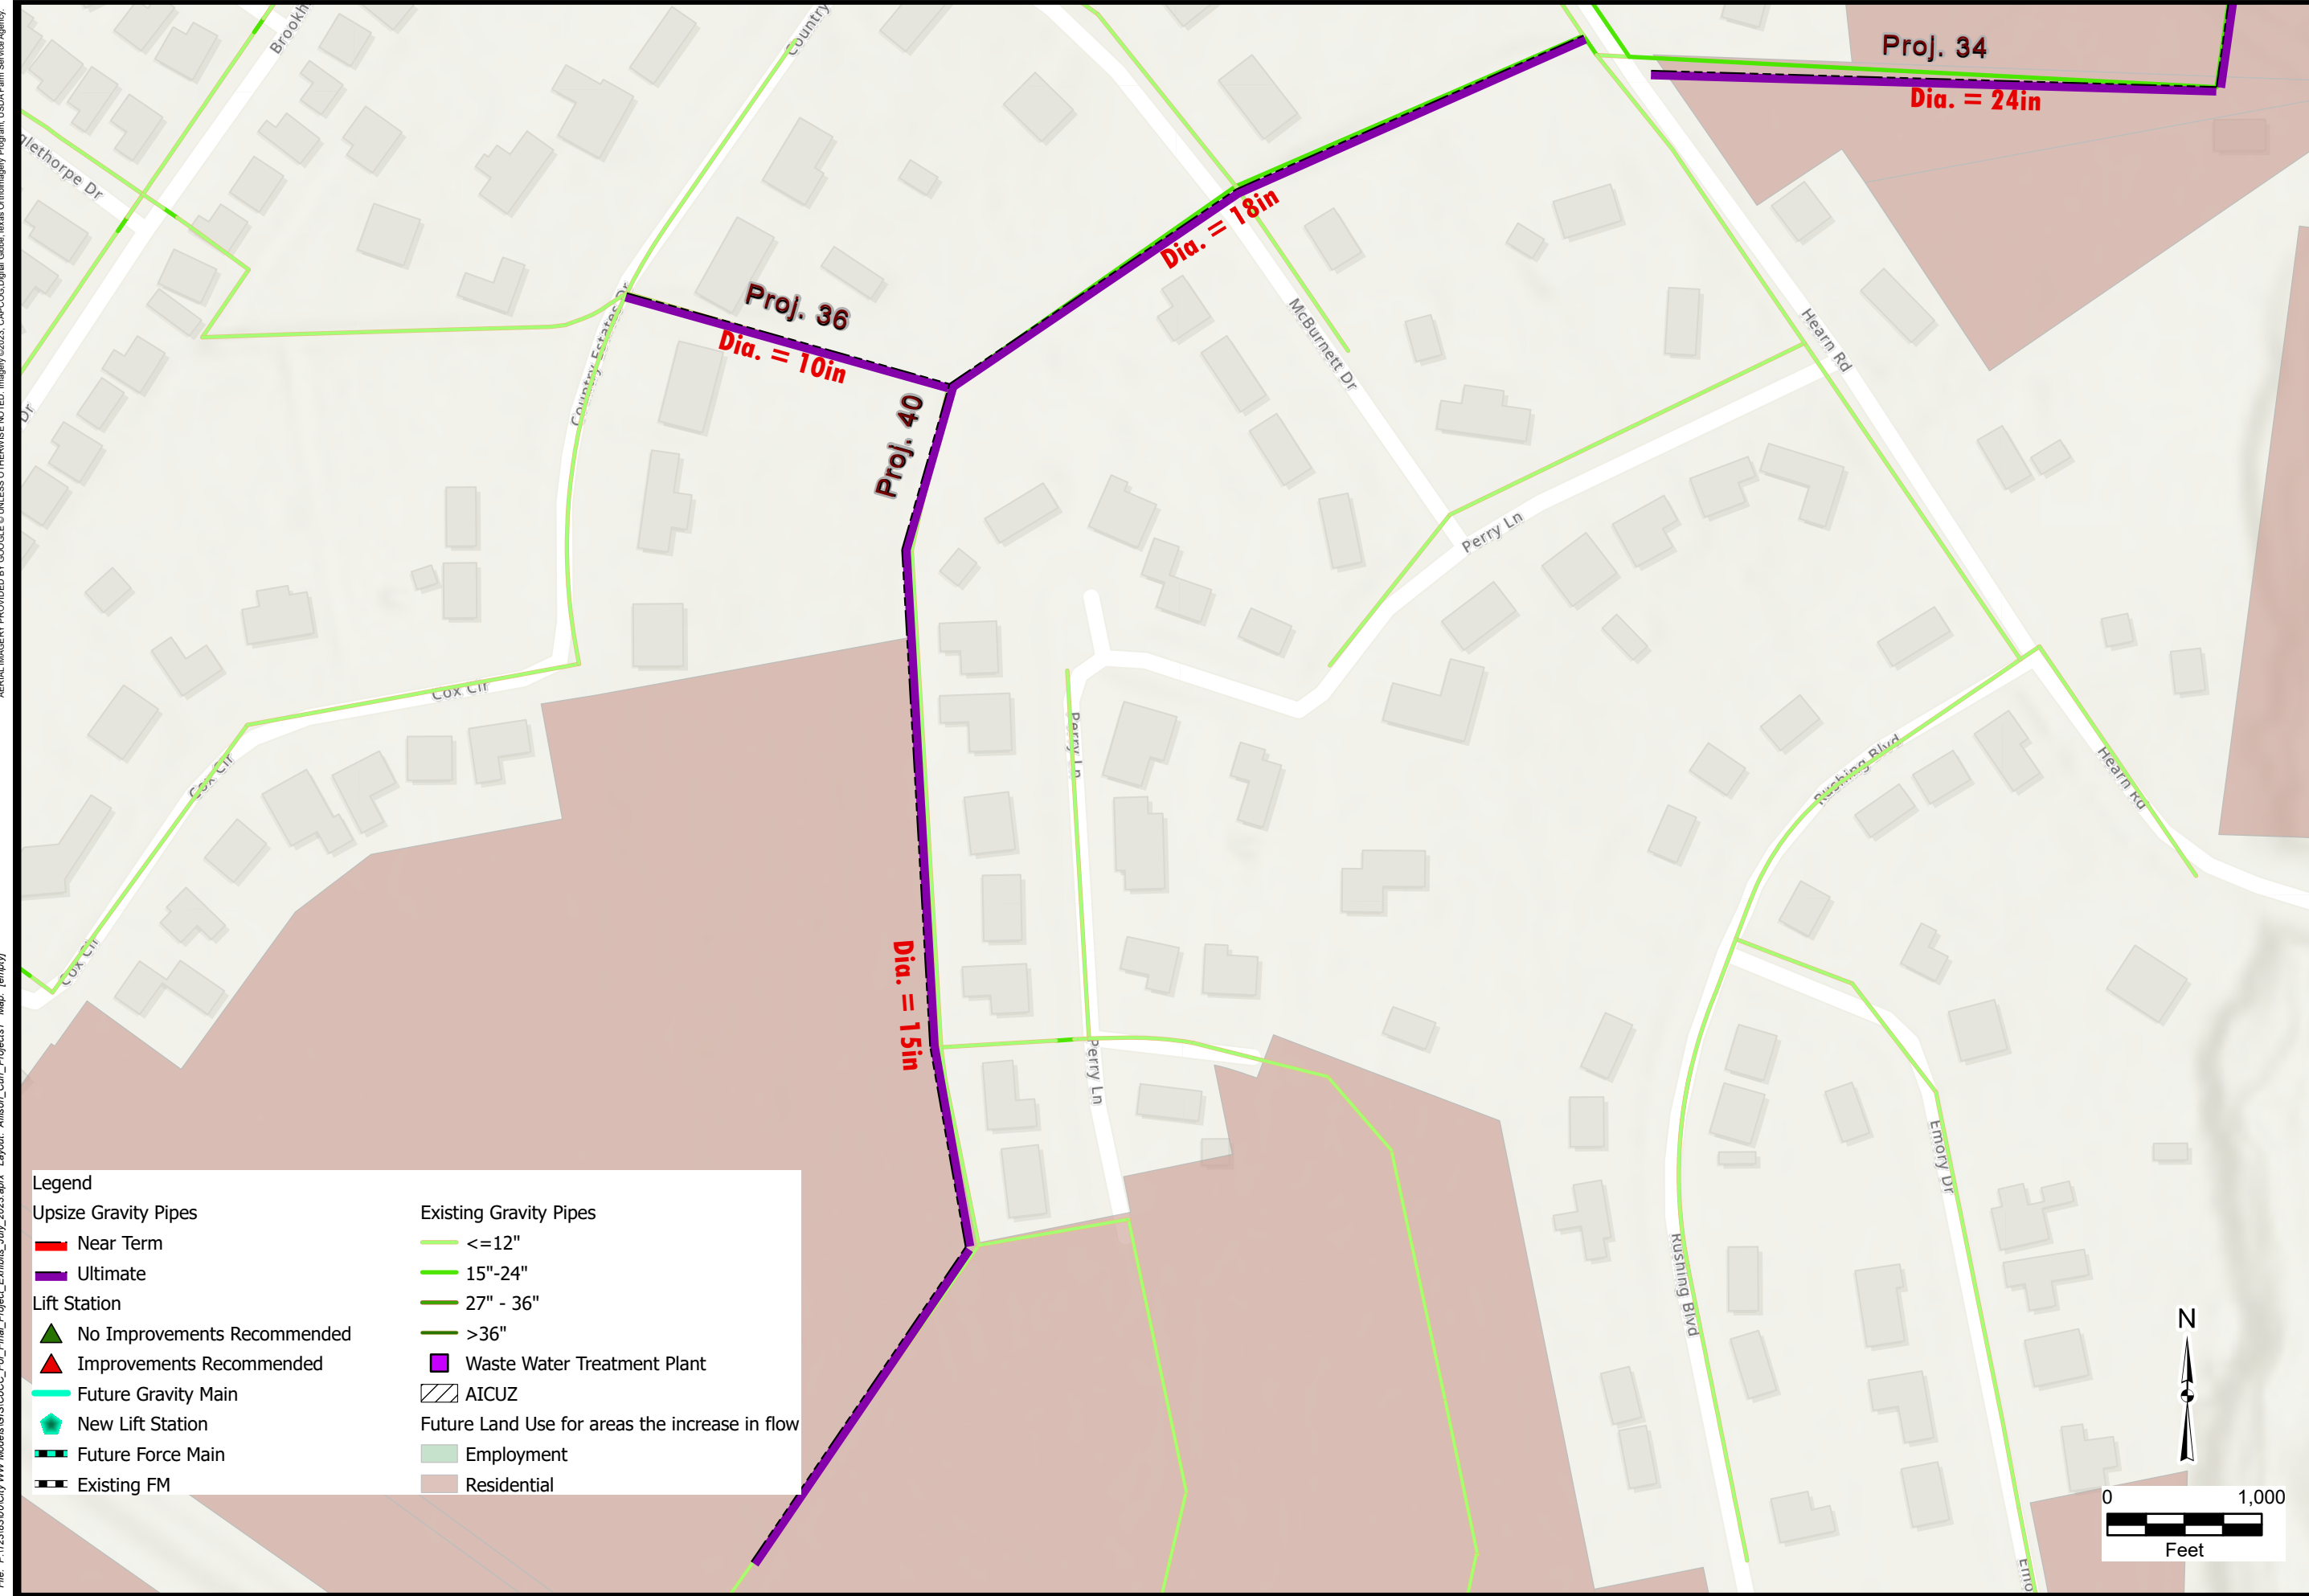 Brookh
Country
Proj. 34
Dia. = 24in
glethorpe Dr
Dia. = 18in
Proj. 36
Dia. = 10in
Country Estates Dr
McBurnett Dr
Hearn Rd
Dr
Proj. 40
Perry Ln
Cox Cir
Perry Ln
Cox Cir
Rushing Blvd
Hearn Rd
Cox Cir
Dia. = 15in
Perry Ln
Emory Dr
Rushing Blvd
Emo
Legend
Upsize Gravity Pipes
Near Term
Ultimate
Lift Station
No Improvements Recommended
Improvements Recommended
Future Gravity Main
New Lift Station
Future Force Main
Existing FM
Existing Gravity Pipes
<=12"
15"-24"
27" - 36"
>36"
Waste Water Treatment Plant
AICUZ
Future Land Use for areas the increase in flow
Employment
Residential
N
0 1,000
Feet